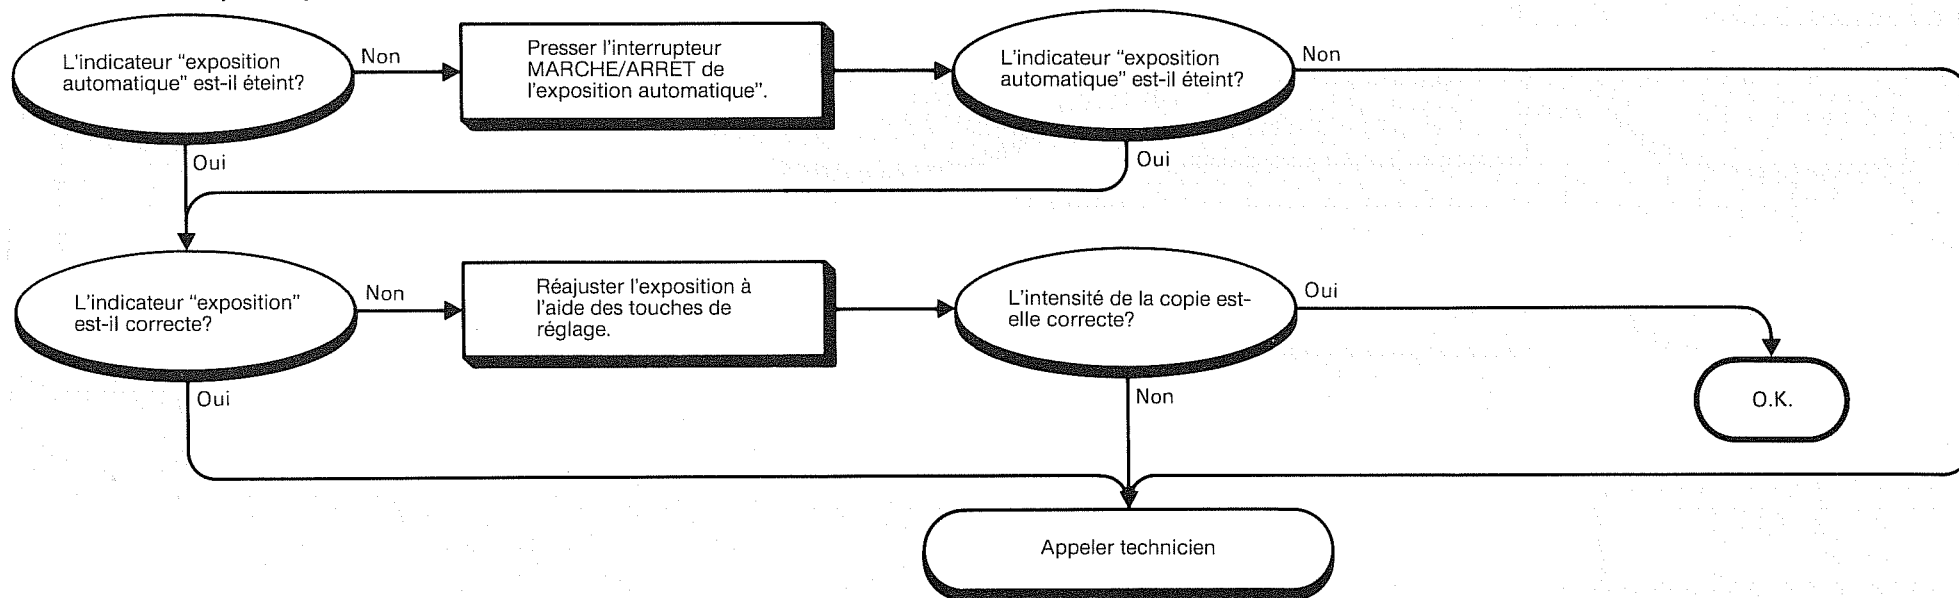 L'indicateur "exposition
automatique" est-il éteint?
Non
Presser l'interrupteur
MARCHE/ARRET de
l'exposition automatique".
L'indicateur "exposition
automatique" est-il éteint?
Non
Oui
Oui
L'indicateur "exposition"
est-il correcte?
Non
Réajuster l'exposition à
l'aide des touches de
réglage.
L'intensité de la copie est-
elle correcte?
Oui
O.K.
Oui
Non
Appeler technicien